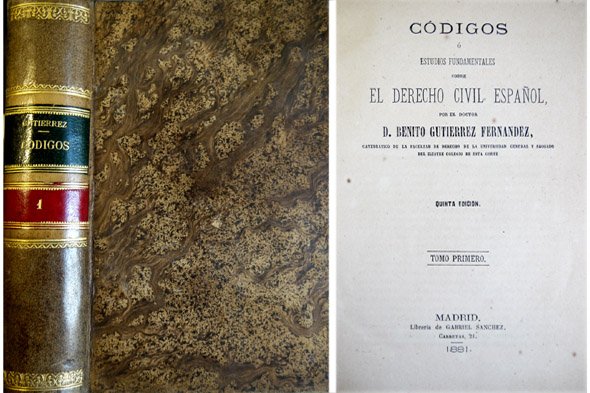 GUTIERREZ
CÓDIGOS
1
CÓDIGOS
Ó
ESTUDIOS FUNDAMENTALES
SOBRE
EL DERECHO CIVIL ESPAÑOL,
POR EL DOCTOR
D. BENITO GUTIERREZ FERNANDEZ,
CATEDRÁTICO DE LA FACULTAD DE DERECHO DE LA UNIVERSIDAD CENTRAL Y ABOGADO
DEL ILUSTRE COLEGIO DE ESTA CORTE
QUINTA EDICION.
TOMO PRIMERO.
MADRID,
Librería de GABRIEL SANCHEZ,
CARRETAS, 21.
1881.